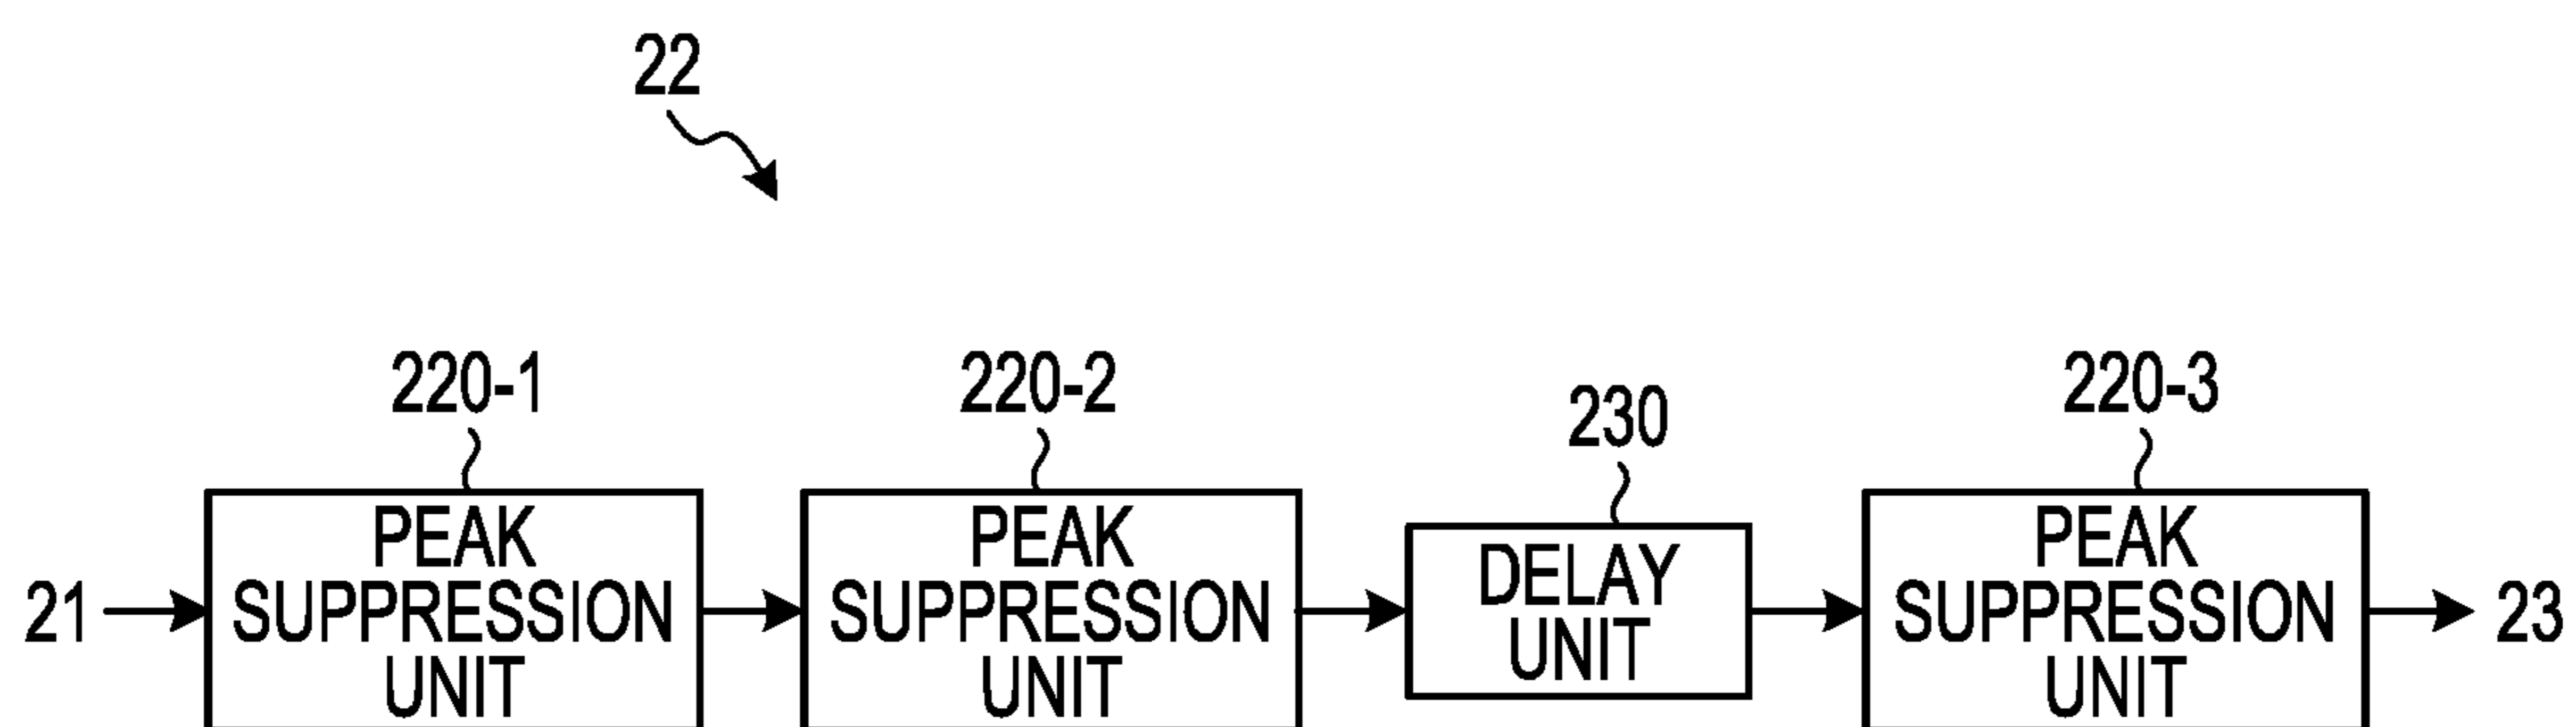 22
220-1
220-2
230
220-3
21
PEAK
SUPPRESSION
UNIT
PEAK
SUPPRESSION
UNIT
DELAY
UNIT
PEAK
SUPPRESSION
UNIT
23